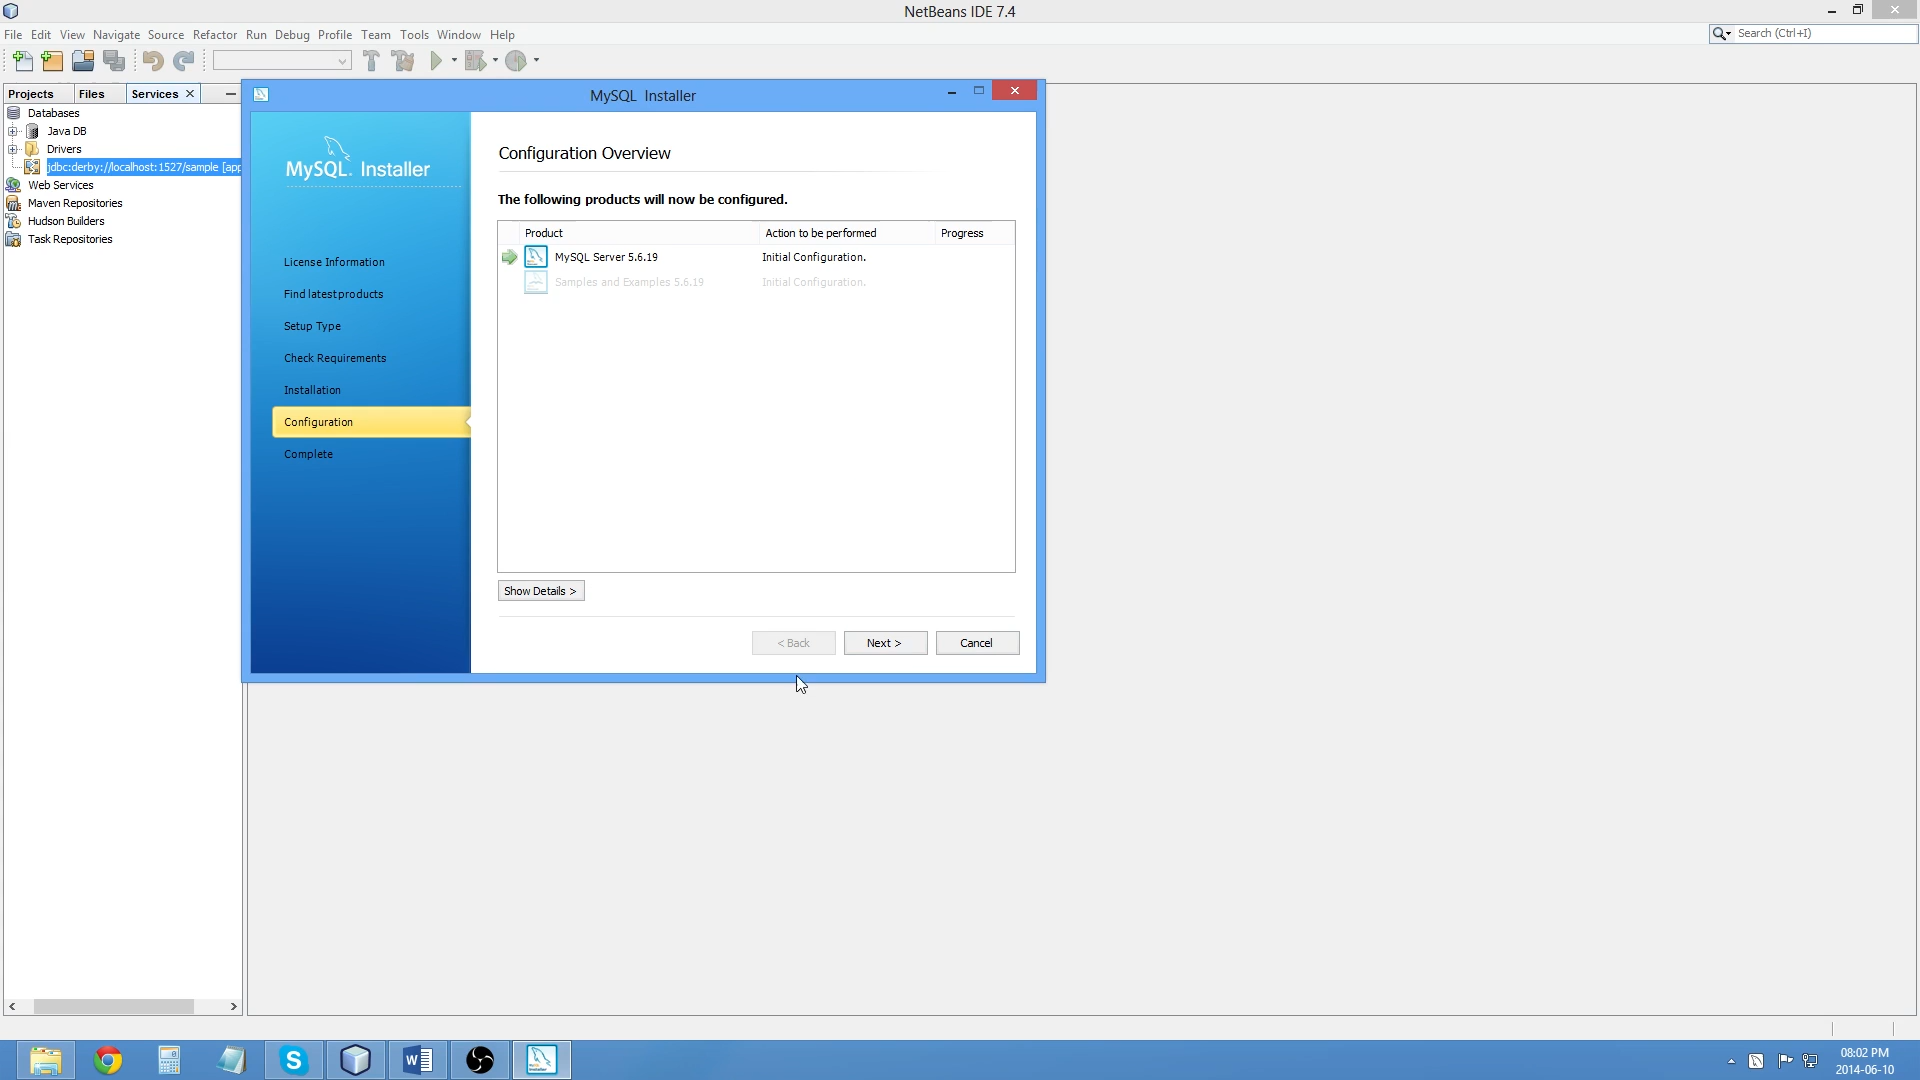 NetBeans IDE 7.4
File Edit View Navigate Source Refactor Run Debug Profile Team Tools Window Help
Search (Ctrl+I)
Projects Files Services
Databases
Java DB
Drivers
jdbc:derby://localhost:1527/sample [app
Web Services
Maven Repositories
Hudson Builders
Task Repositories
MySQL Installer
MySQL. Installer
License Information
Find latest products
Setup Type
Check Requirements
Installation
Configuration
Complete
Configuration Overview
The following products will now be configured.
Product Action to be performed Progress
MySQL Server 5.6.19 Initial Configuration.
Samples and Examples 5.6.19 Initial Configuration.
Show Details >
< Back Next > Cancel
08:02 PM
2014-06-10